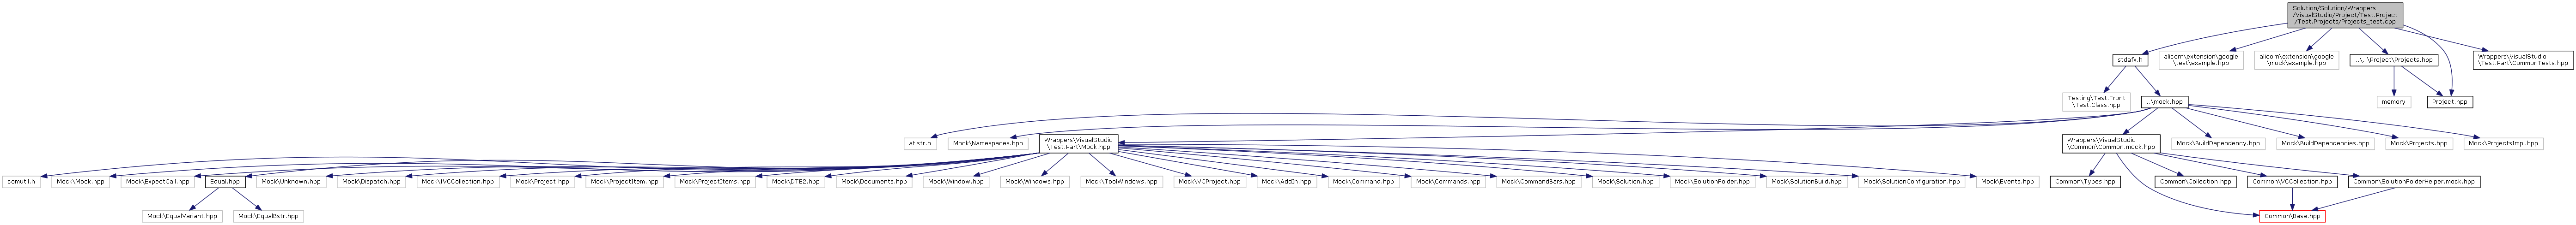 Solution/Solution/Wrappers
/VisualStudio/Project/Test.Project
/Test.Projects/Projects_test.cpp
stdafx.h
alicorn\extension\google
\test\example.hpp
alicorn\extension\google
\mock\example.hpp
..\..\Project\Projects.hpp
Wrappers\VisualStudio
\Test.Part\CommonTests.hpp
Testing\Test.Front
\Test.Class.hpp
..\mock.hpp
memory
Project.hpp
atlstr.h
Mock\Namespaces.hpp
Wrappers\VisualStudio
\Test.Part\Mock.hpp
Wrappers\VisualStudio
\Common\Common.mock.hpp
Mock\BuildDependency.hpp
Mock\BuildDependencies.hpp
Mock\Projects.hpp
Mock\ProjectsImpl.hpp
comutil.h
Mock\Mock.hpp
Mock\ExpectCall.hpp
Equal.hpp
Mock\Unknown.hpp
Mock\Dispatch.hpp
Mock\IVCCollection.hpp
Mock\Project.hpp
Mock\ProjectItem.hpp
Mock\ProjectItems.hpp
Mock\DTE2.hpp
Mock\Documents.hpp
Mock\Window.hpp
Mock\Windows.hpp
Mock\ToolWindows.hpp
Mock\VCProject.hpp
Mock\AddIn.hpp
Mock\Command.hpp
Mock\Commands.hpp
Mock\CommandBars.hpp
Mock\Solution.hpp
Mock\SolutionFolder.hpp
Mock\SolutionBuild.hpp
Mock\SolutionConfiguration.hpp
Mock\Events.hpp
Common\Types.hpp
Common\Collection.hpp
Common\VCCollection.hpp
Common\SolutionFolderHelper.mock.hpp
Mock\EqualVariant.hpp
Mock\EqualBstr.hpp
Common\Base.hpp